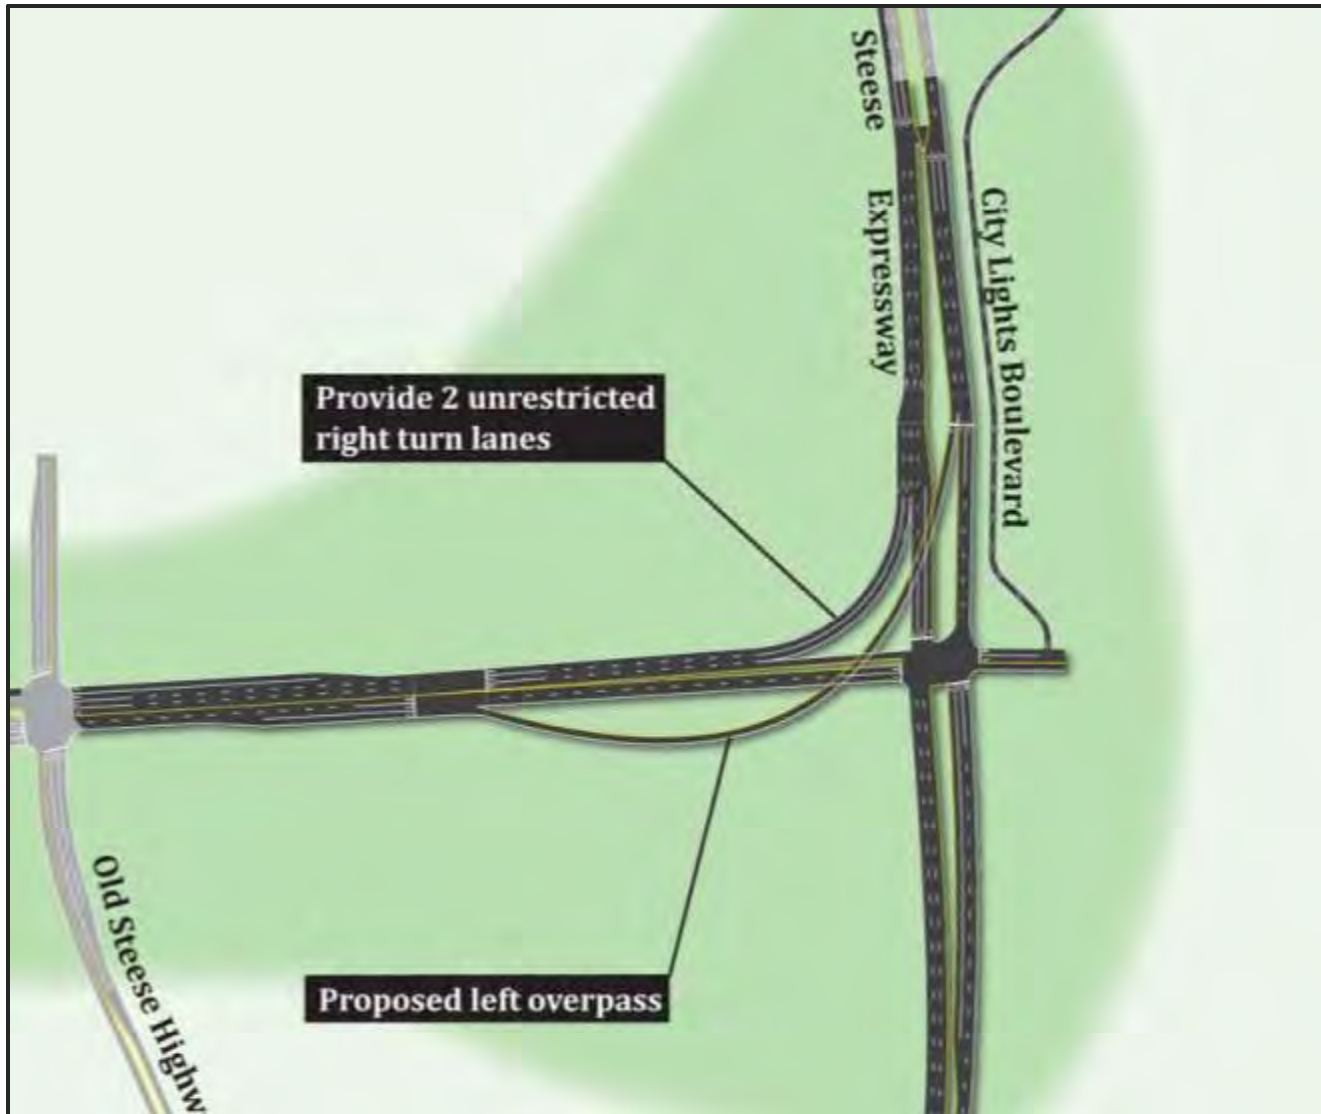 Steese Expressway
City Lights Boulevard
Provide 2 unrestricted
right turn lanes
Proposed left overpass
Old Steese Highw